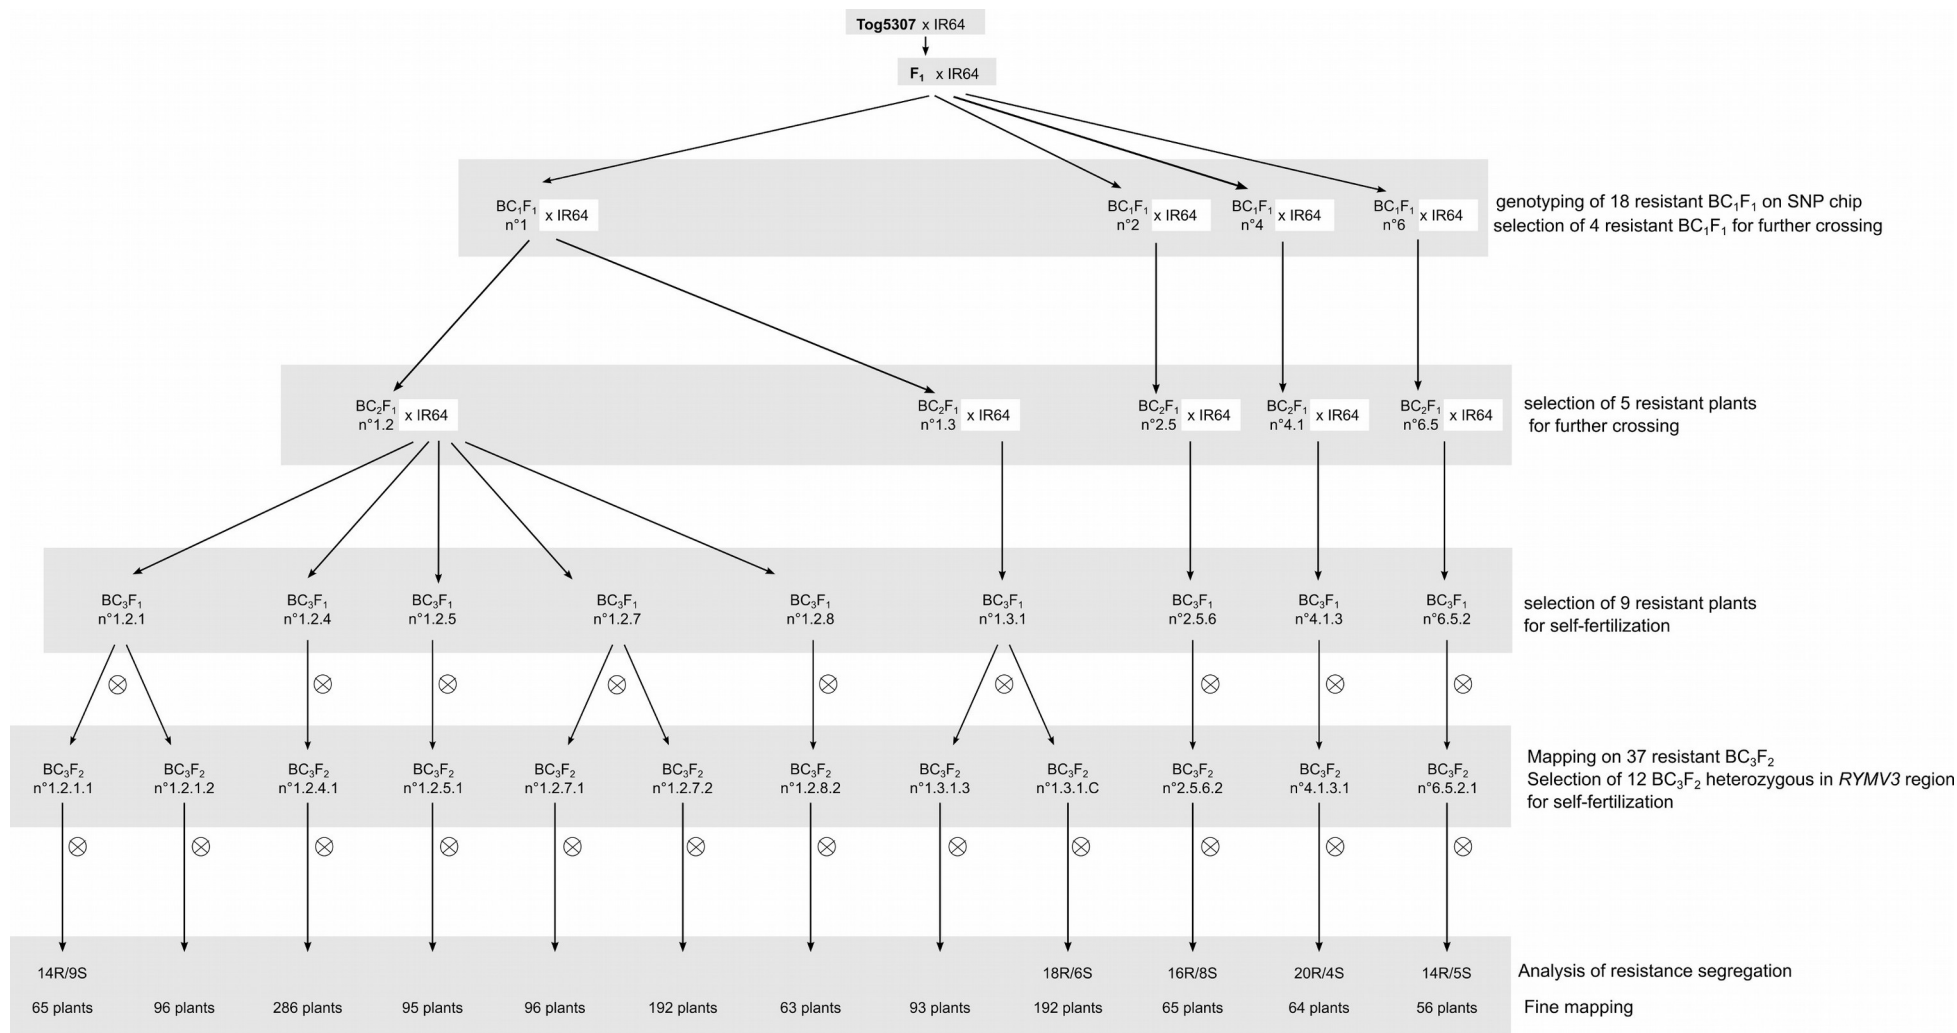 Tog5307 x IR64
F₁ x IR64
BC₁F₁ n°1 x IR64
BC₁F₁ n°2 x IR64
BC₁F₁ n°4 x IR64
BC₁F₁ n°6 x IR64
genotyping of 18 resistant BC₁F₁ on SNP chip
selection of 4 resistant BC₁F₁ for further crossing
BC₂F₁ n°1.2 x IR64
BC₂F₁ n°1.3 x IR64
BC₂F₁ n°2.5 x IR64
BC₂F₁ n°4.1 x IR64
BC₂F₁ n°6.5 x IR64
selection of 5 resistant plants
for further crossing
BC₃F₁ n°1.2.1
BC₃F₁ n°1.2.4
BC₃F₁ n°1.2.5
BC₃F₁ n°1.2.7
BC₃F₁ n°1.2.8
BC₃F₁ n°1.3.1
BC₃F₁ n°2.5.6
BC₃F₁ n°4.1.3
BC₃F₁ n°6.5.2
selection of 9 resistant plants
for self-fertilization
BC₃F₂ n°1.2.1.1
BC₃F₂ n°1.2.1.2
BC₃F₂ n°1.2.4.1
BC₃F₂ n°1.2.5.1
BC₃F₂ n°1.2.7.1
BC₃F₂ n°1.2.7.2
BC₃F₂ n°1.2.8.2
BC₃F₂ n°1.3.1.3
BC₃F₂ n°1.3.1.C
BC₃F₂ n°2.5.6.2
BC₃F₂ n°4.1.3.1
BC₃F₂ n°6.5.2.1
Mapping on 37 resistant BC₃F₂
Selection of 12 BC₃F₂ heterozygous in RYMV3 region
for self-fertilization
14R/9S 18R/6S 16R/8S 20R/4S 14R/5S
Analysis of resistance segregation
65 plants 96 plants 286 plants 95 plants 96 plants 192 plants 63 plants 93 plants 192 plants 65 plants 64 plants 56 plants
Fine mapping